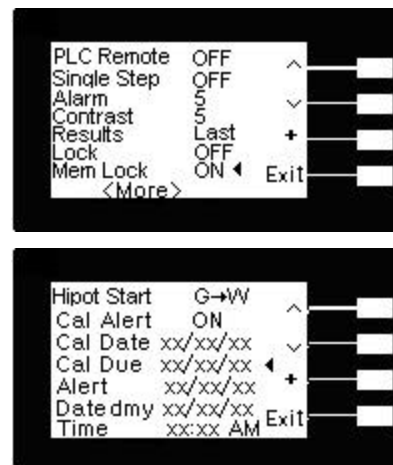 PLC Remote OFF ^
Single Step OFF
Alarm 5 ⌄
Contrast 5
Results Last +
Lock OFF
Mem Lock ON ◀ Exit
<More>
Hipot Start G→W ^
Cal Alert ON
Cal Date xx/xx/xx ⌄
Cal Due xx/xx/xx ◀
Alert xx/xx/xx +
Date dmy xx/xx/xx
Time xx:xx AM Exit